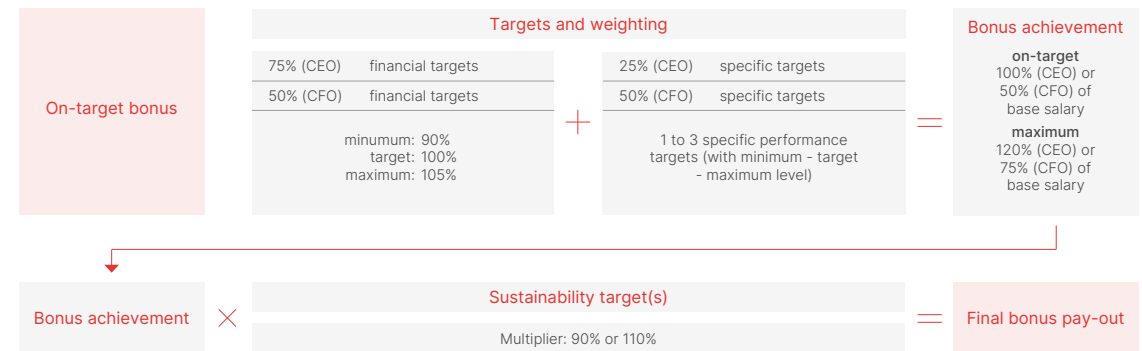 On-target bonus
Targets and weighting
75% (CEO) financial targets
50% (CFO) financial targets
minumum: 90%
target: 100%
maximum: 105%
+
25% (CEO) specific targets
50% (CFO) specific targets
1 to 3 specific performance
targets (with minimum - target
- maximum level)
=
Bonus achievement
on-target
100% (CEO) or
50% (CFO) of
base salary
maximum
120% (CEO) or
75% (CFO) of
base salary
Bonus achievement
×
Sustainability target(s)
Multiplier: 90% or 110%
=
Final bonus pay-out